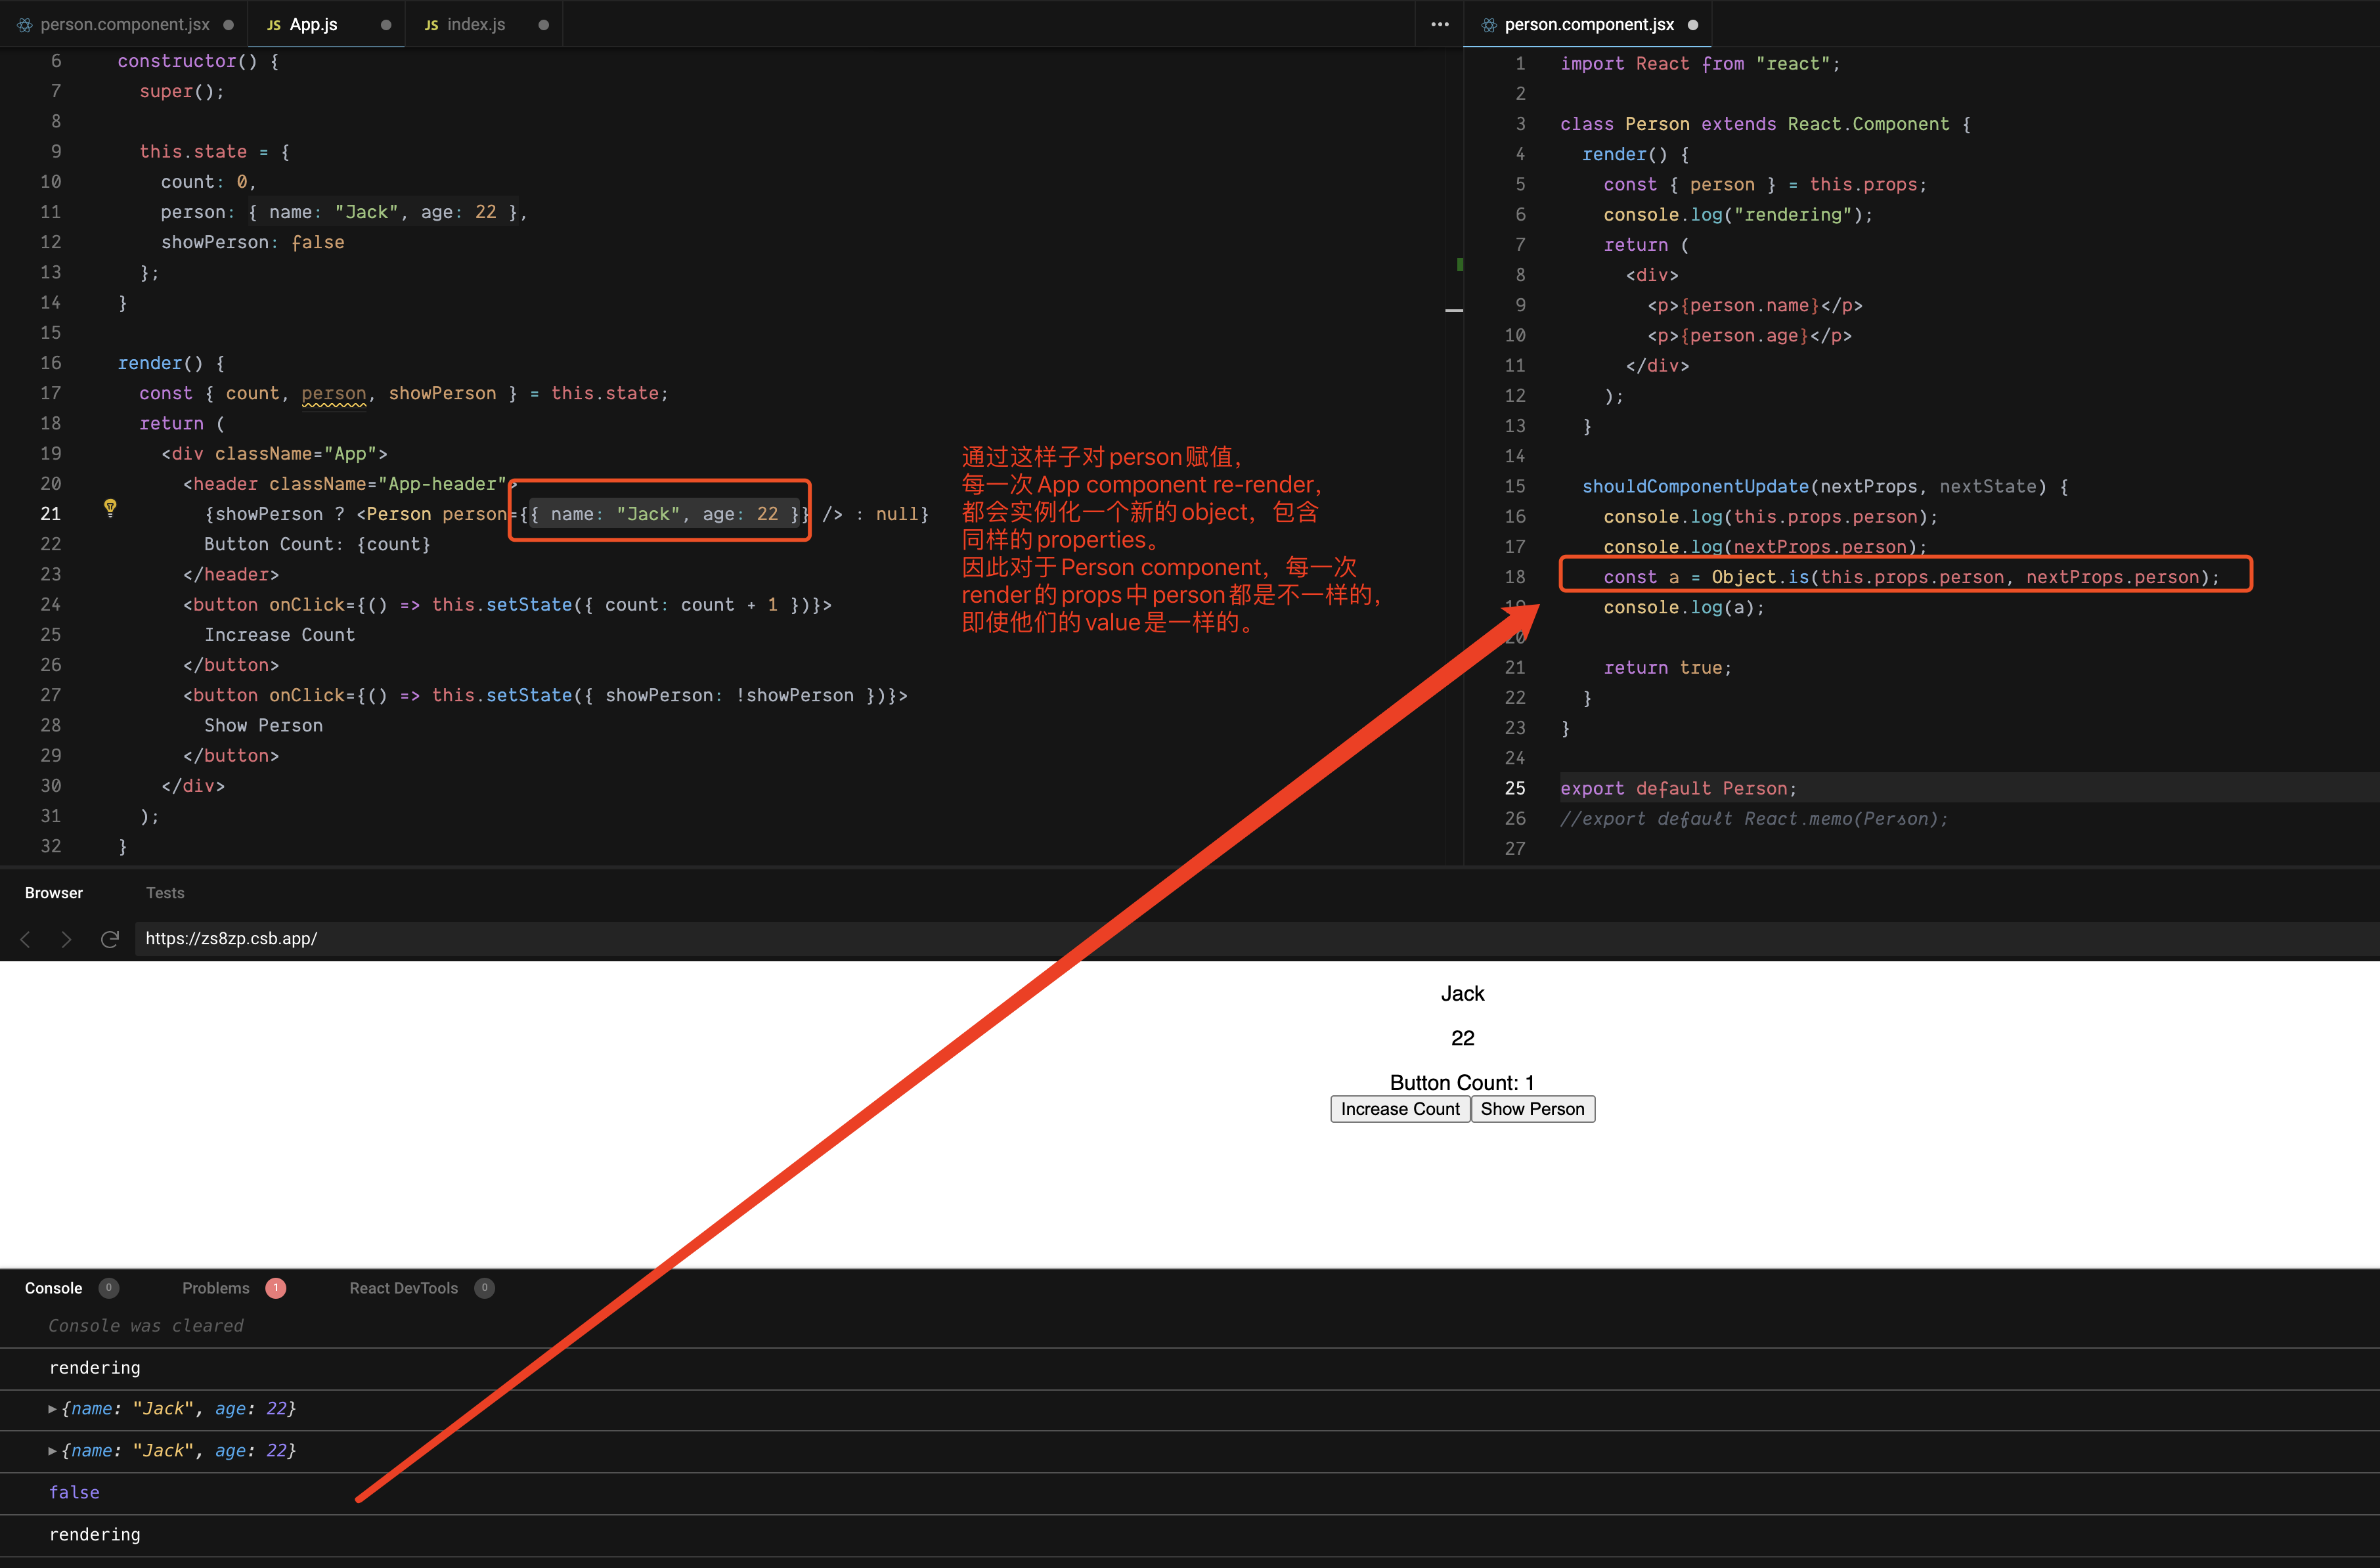 person.component.jsx
JS App.js
JS index.js
6 constructor() {
7 super();
8
9 this.state = {
10 count: 0,
11 person: { name: "Jack", age: 22 },
12 showPerson: false
13 };
14 }
15
16 render() {
17 const { count, person, showPerson } = this.state;
18 return (
19 <div className="App">
20 <header className="App-header">
21 {showPerson ? <Person person={{ name: "Jack", age: 22 }} /> : null}
22 Button Count: {count}
23 </header>
24 <button onClick={() => this.setState({ count: count + 1 })}>
25 Increase Count
26 </button>
27 <button onClick={() => this.setState({ showPerson: !showPerson })}>
28 Show Person
29 </button>
30 </div>
31 );
32 }
通过这样子对person赋值，
每一次App component re-render，
都会实例化一个新的object，包含
同样的properties。
因此对于Person component，每一次
render的props中person都是不一样的，
即使他们的value是一样的。
person.component.jsx
1 import React from "react";
2
3 class Person extends React.Component {
4 render() {
5 const { person } = this.props;
6 console.log("rendering");
7 return (
8 <div>
9 <p>{person.name}</p>
10 <p>{person.age}</p>
11 </div>
12 );
13 }
14
15 shouldComponentUpdate(nextProps, nextState) {
16 console.log(this.props.person);
17 console.log(nextProps.person);
18 const a = Object.is(this.props.person, nextProps.person);
19 console.log(a);
20
21 return true;
22 }
23 }
24
25 export default Person;
26 //export default React.memo(Person);
27
Browser Tests
https://zs8zp.csb.app/
Jack
22
Button Count: 1
Increase Count Show Person
Console 0 Problems 1 React DevTools 0
Console was cleared
rendering
{name: "Jack", age: 22}
{name: "Jack", age: 22}
false
rendering